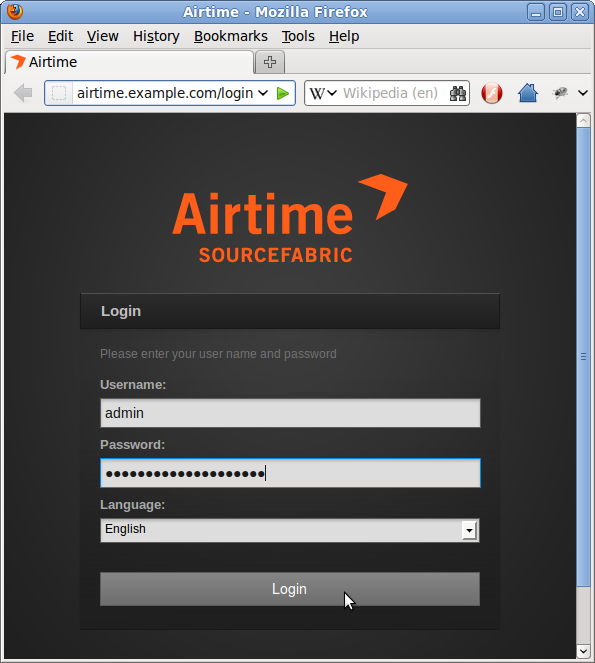 Airtime - Mozilla Firefox
File Edit View History Bookmarks Tools Help
Airtime
airtime.example.com/login W Wikipedia (en)
Airtime
SOURCEFABRIC
Login
Please enter your user name and password
Username:
admin
Password:
●●●●●●●●●●●●●●●●●●●●
Language:
English
Login